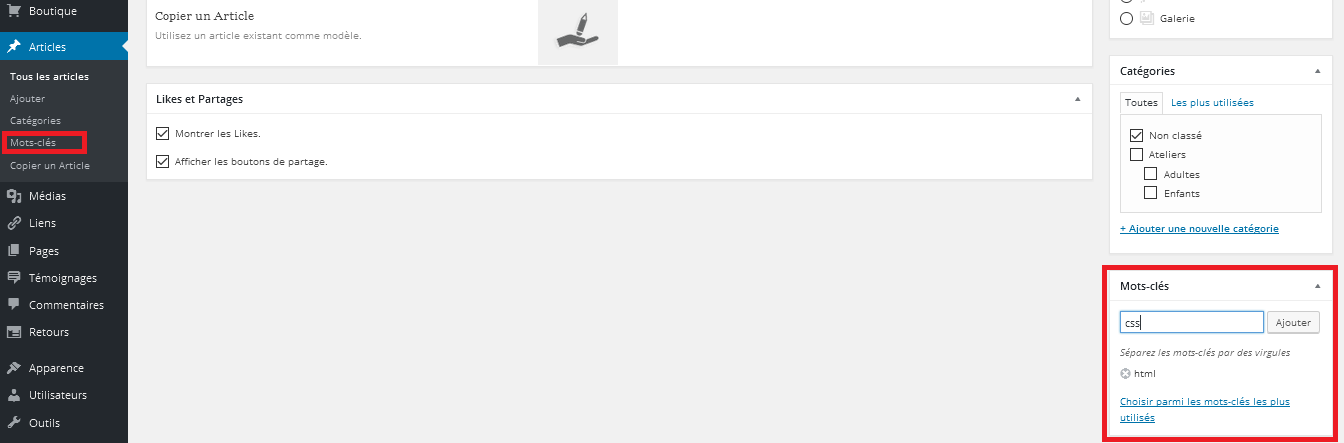 Boutique
Articles
Tous les articles
Ajouter
Catégories
Mots-clés
Copier un Article
Médias
Liens
Pages
Témoignages
Commentaires
Retours
Apparence
Utilisateurs
Outils
Copier un Article
Utilisez un article existant comme modèle.
Likes et Partages
Montrer les Likes.
Afficher les boutons de partage.
Galerie
Catégories
Toutes
Les plus utilisées
Non classé
Ateliers
Adultes
Enfants
+ Ajouter une nouvelle catégorie
Mots-clés
css
Ajouter
Séparez les mots-clés par des virgules
html
Choisir parmi les mots-clés les plus
utilisés